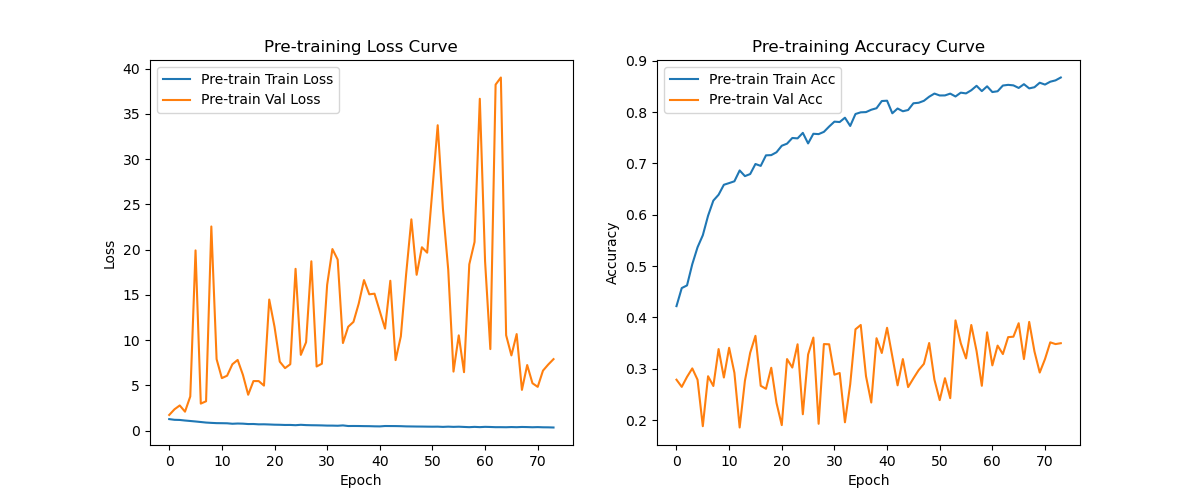 Pre-training Loss Curve
Pre-train Train Loss
Pre-train Val Loss
40
35
30
25
20
15
10
5
0
Loss
0 10 20 30 40 50 60 70
Epoch
Pre-training Accuracy Curve
Pre-train Train Acc
Pre-train Val Acc
0.9
0.8
0.7
0.6
0.5
0.4
0.3
0.2
Accuracy
0 10 20 30 40 50 60 70
Epoch